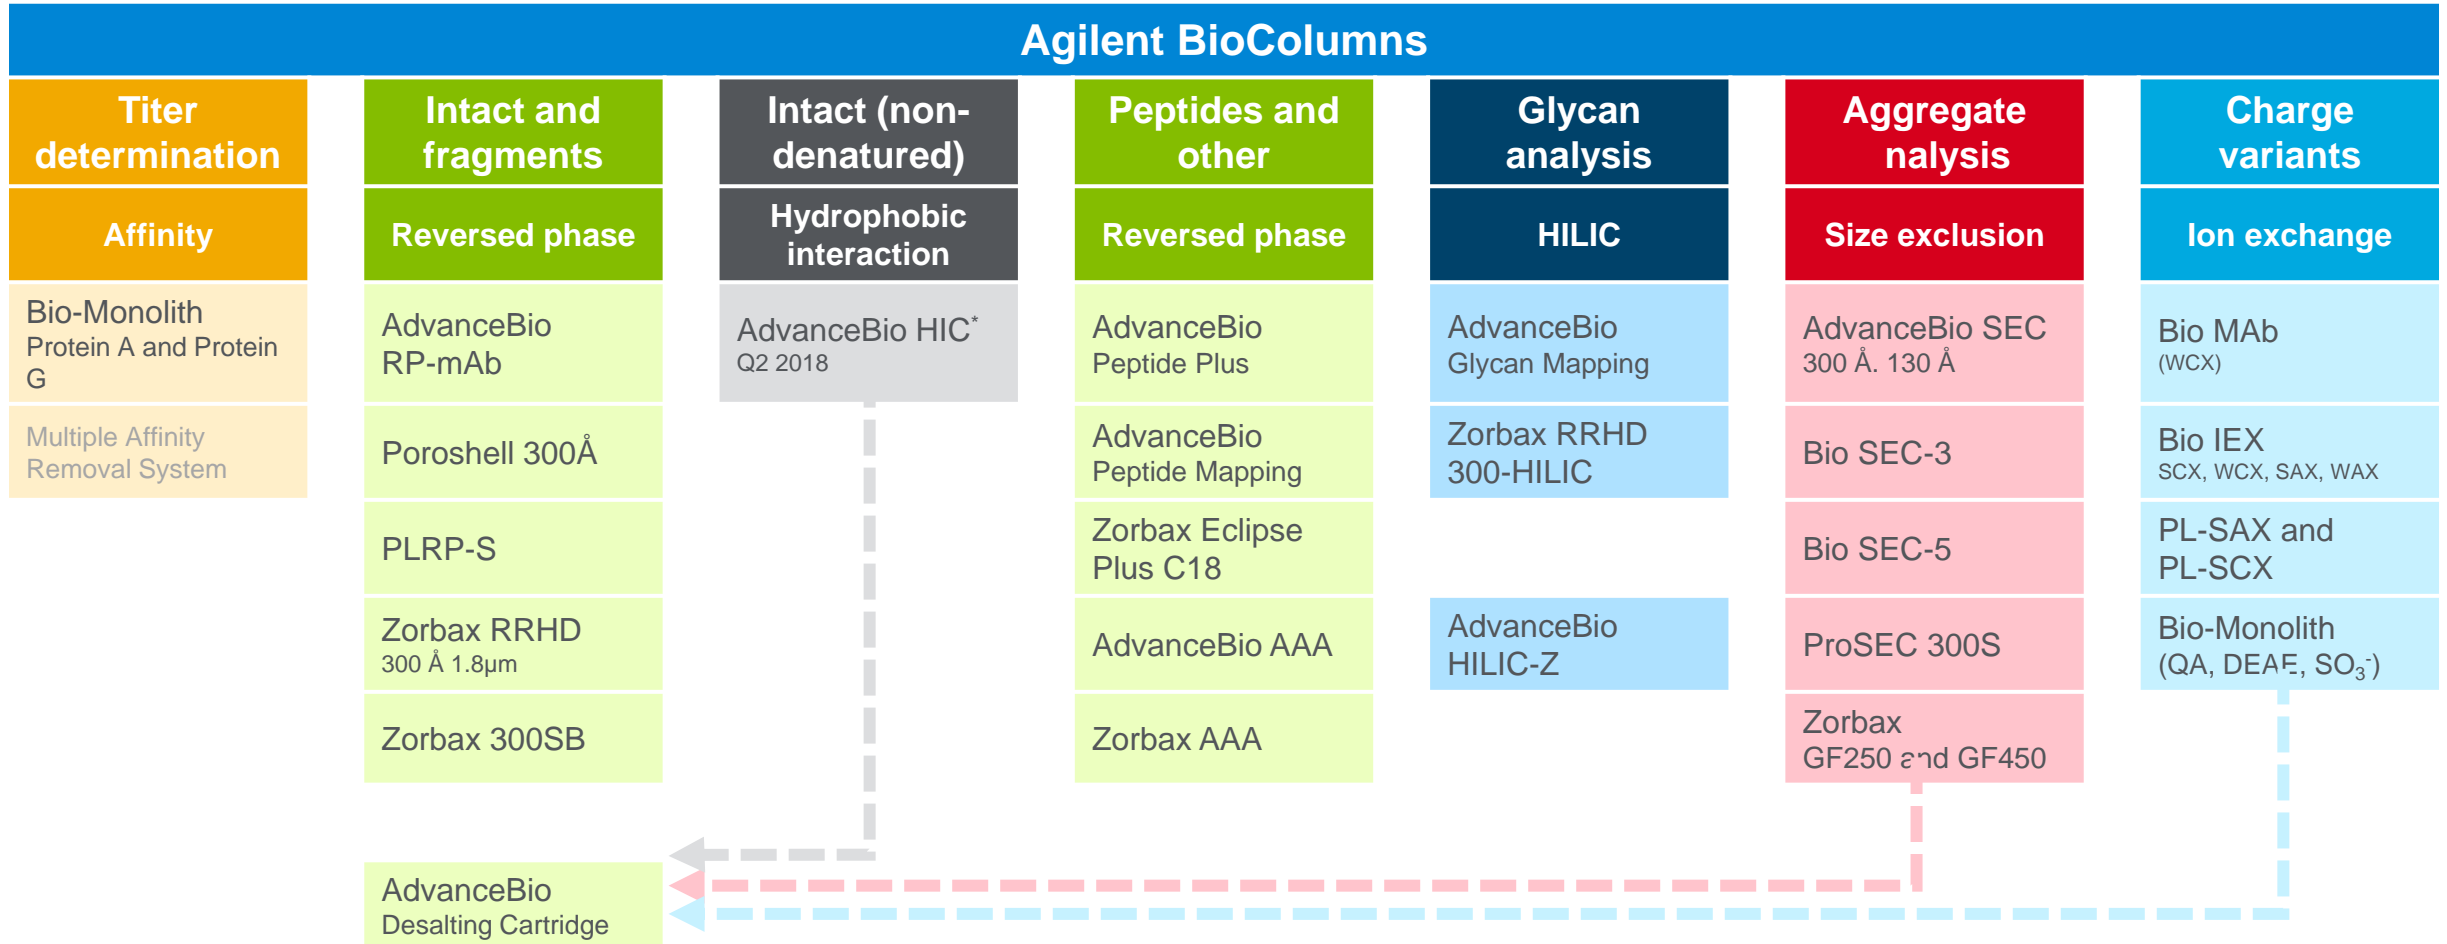 Agilent BioColumns
Titer
determination
Affinity
Bio-Monolith
Protein A and Protein
G
Multiple Affinity
Removal System
Intact and
fragments
Reversed phase
AdvanceBio
RP-mAb
Poroshell 300Å
PLRP-S
Zorbax RRHD
300 Å 1.8µm
Zorbax 300SB
AdvanceBio
Desalting Cartridge
Intact (non-
denatured)
Hydrophobic
interaction
AdvanceBio HIC*
Q2 2018
Peptides and
other
Reversed phase
AdvanceBio
Peptide Plus
AdvanceBio
Peptide Mapping
Zorbax Eclipse
Plus C18
AdvanceBio AAA
Zorbax AAA
Glycan
analysis
HILIC
AdvanceBio
Glycan Mapping
Zorbax RRHD
300-HILIC
AdvanceBio
HILIC-Z
Aggregate
nalysis
Size exclusion
AdvanceBio SEC
300 Å. 130 Å
Bio SEC-3
Bio SEC-5
ProSEC 300S
Zorbax
GF250 and GF450
Charge
variants
Ion exchange
Bio MAb
(WCX)
Bio IEX
SCX, WCX, SAX, WAX
PL-SAX and
PL-SCX
Bio-Monolith
(QA, DEAE, SO₃⁻)